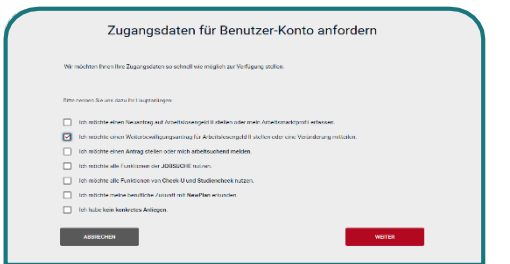 Zugangsdaten für Benutzer-Konto anfordern
Wir möchten Ihnen Ihre Zugangsdaten so schnell wie möglich zur Verfügung stellen.
Bitte nennen Sie uns dazu Ihr Hauptanliegen:
Ich möchte einen Neuantrag auf Arbeitslosengeld II stellen oder mein Arbeitsmarktprofil erfassen.
Ich möchte einen Weiterbewilligungsantrag für Arbeitslosengeld II stellen oder eine Veränderung mitteilen.
Ich möchte einen Antrag stellen oder mich arbeitsuchend melden.
Ich möchte alle Funktionen der JOBSUCHE nutzen.
Ich möchte alle Funktionen von Check-U und Studiencheck nutzen.
Ich möchte meine berufliche Zukunft mit NewPlan erkunden.
Ich habe kein konkretes Anliegen.
ABBRECHEN
WEITER